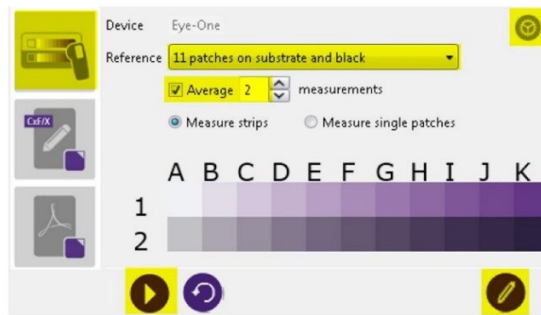 Device Eye-One
Reference 11 patches on substrate and black
Average 2 measurements
CxF/X
Measure strips Measure single patches
A B C D E F G H I J K
1
2